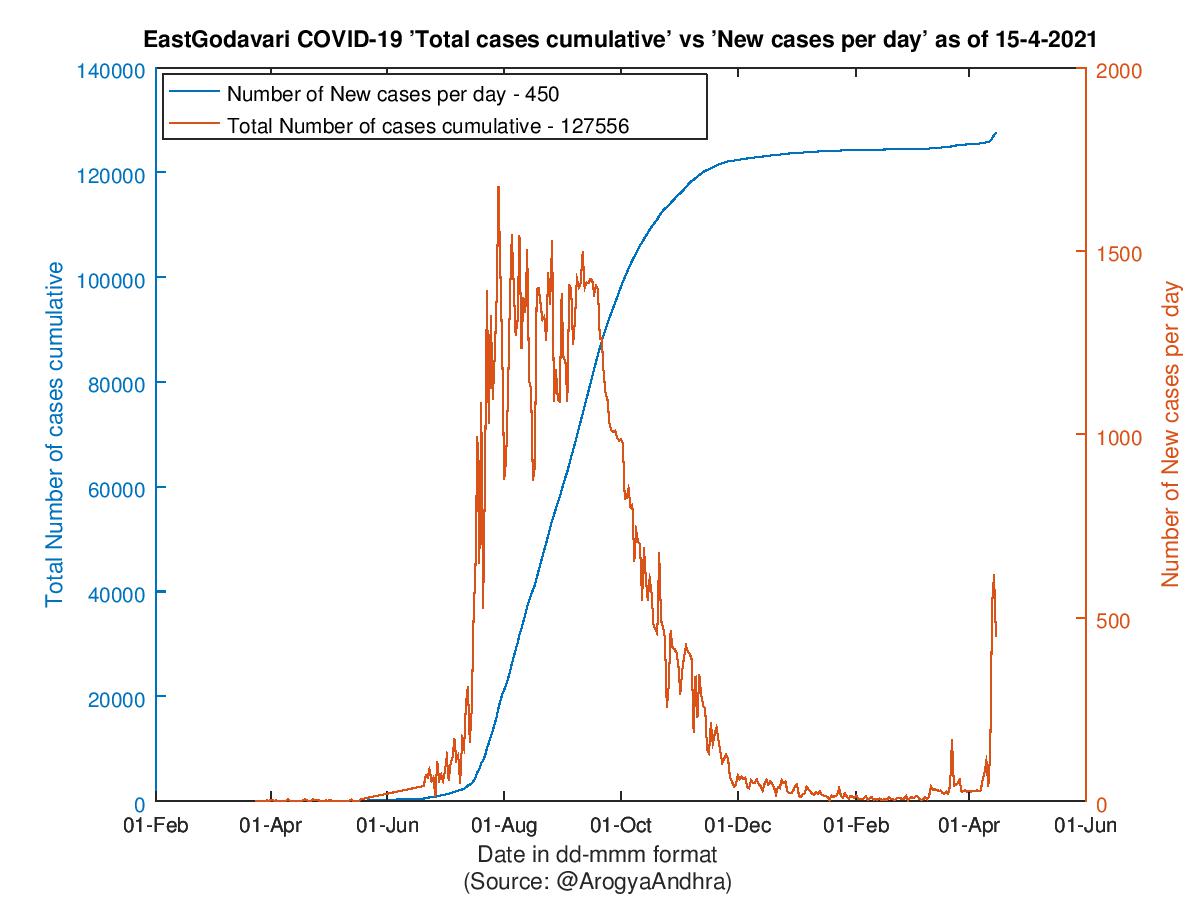 EastGodavari COVID-19 ’Total cases cumulative’ vs ’New cases per day’ as of 15-4-2021
Number of New cases per day - 450
Total Number of cases cumulative - 127556
Total Number of cases cumulative
140000
120000
100000
80000
60000
40000
20000
0
Number of New cases per day
2000
1500
1000
500
0
01-Feb 01-Apr 01-Jun 01-Aug 01-Oct 01-Dec 01-Feb 01-Apr 01-Jun
Date in dd-mmm format
(Source: @ArogyaAndhra)